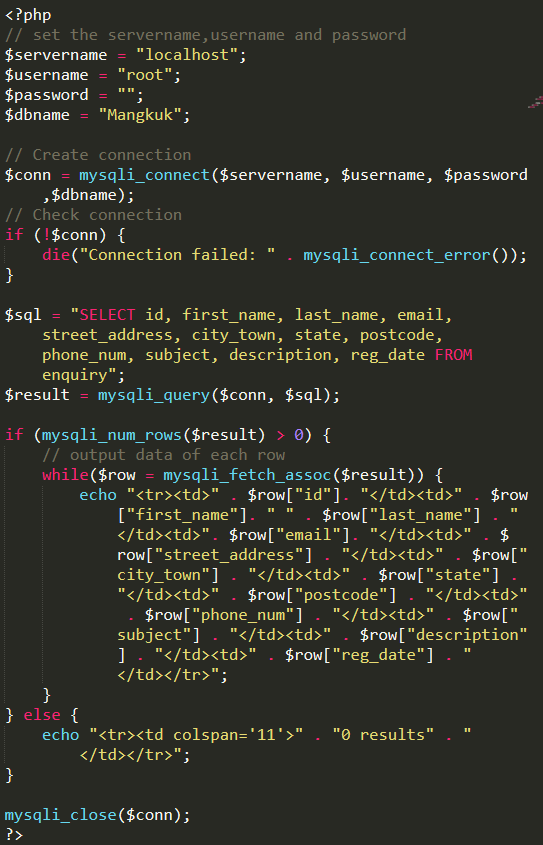 <?php
// set the servername,username and password
$servername = "localhost";
$username = "root";
$password = "";
$dbname = "Mangkuk";
// Create connection
$conn = mysqli_connect($servername, $username, $password
,$dbname);
// Check connection
if (!$conn) {
die("Connection failed: " . mysqli_connect_error());
}
$sql = "SELECT id, first_name, last_name, email,
street_address, city_town, state, postcode,
phone_num, subject, description, reg_date FROM
enquiry";
$result = mysqli_query($conn, $sql);
if (mysqli_num_rows($result) > 0) {
// output data of each row
while($row = mysqli_fetch_assoc($result)) {
echo "<tr><td>" . $row["id"]. "</td><td>" . $row
["first_name"]. " " . $row["last_name"] . "
</td><td>". $row["email"]. "</td><td>" . $
row["street_address"] . "</td><td>" . $row["
city_town"] . "</td><td>" . $row["state"] .
"</td><td>" . $row["postcode"] . "</td><td>"
. $row["phone_num"] . "</td><td>" . $row["
subject"] . "</td><td>" . $row["description"
] . "</td><td>" . $row["reg_date"] . "
</td></tr>";
}
} else {
echo "<tr><td colspan='11'>" . "0 results" . "
</td></tr>";
}
mysqli_close($conn);
?>